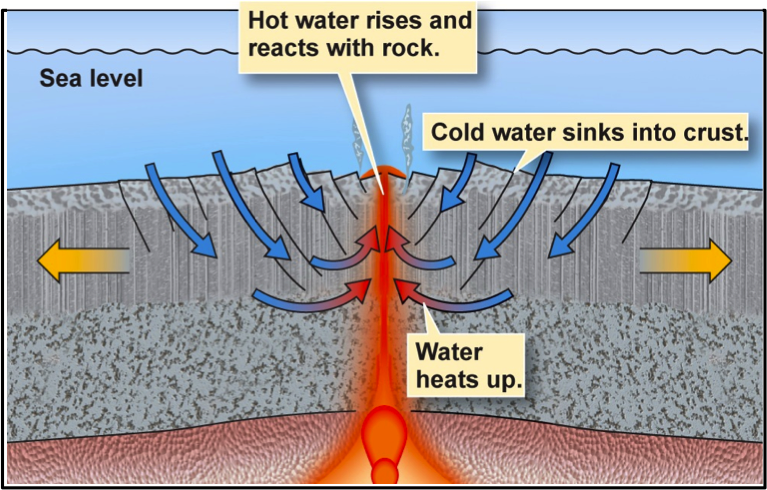 Hot water rises and
reacts with rock.
Sea level
Cold water sinks into crust.
Water
heats up.